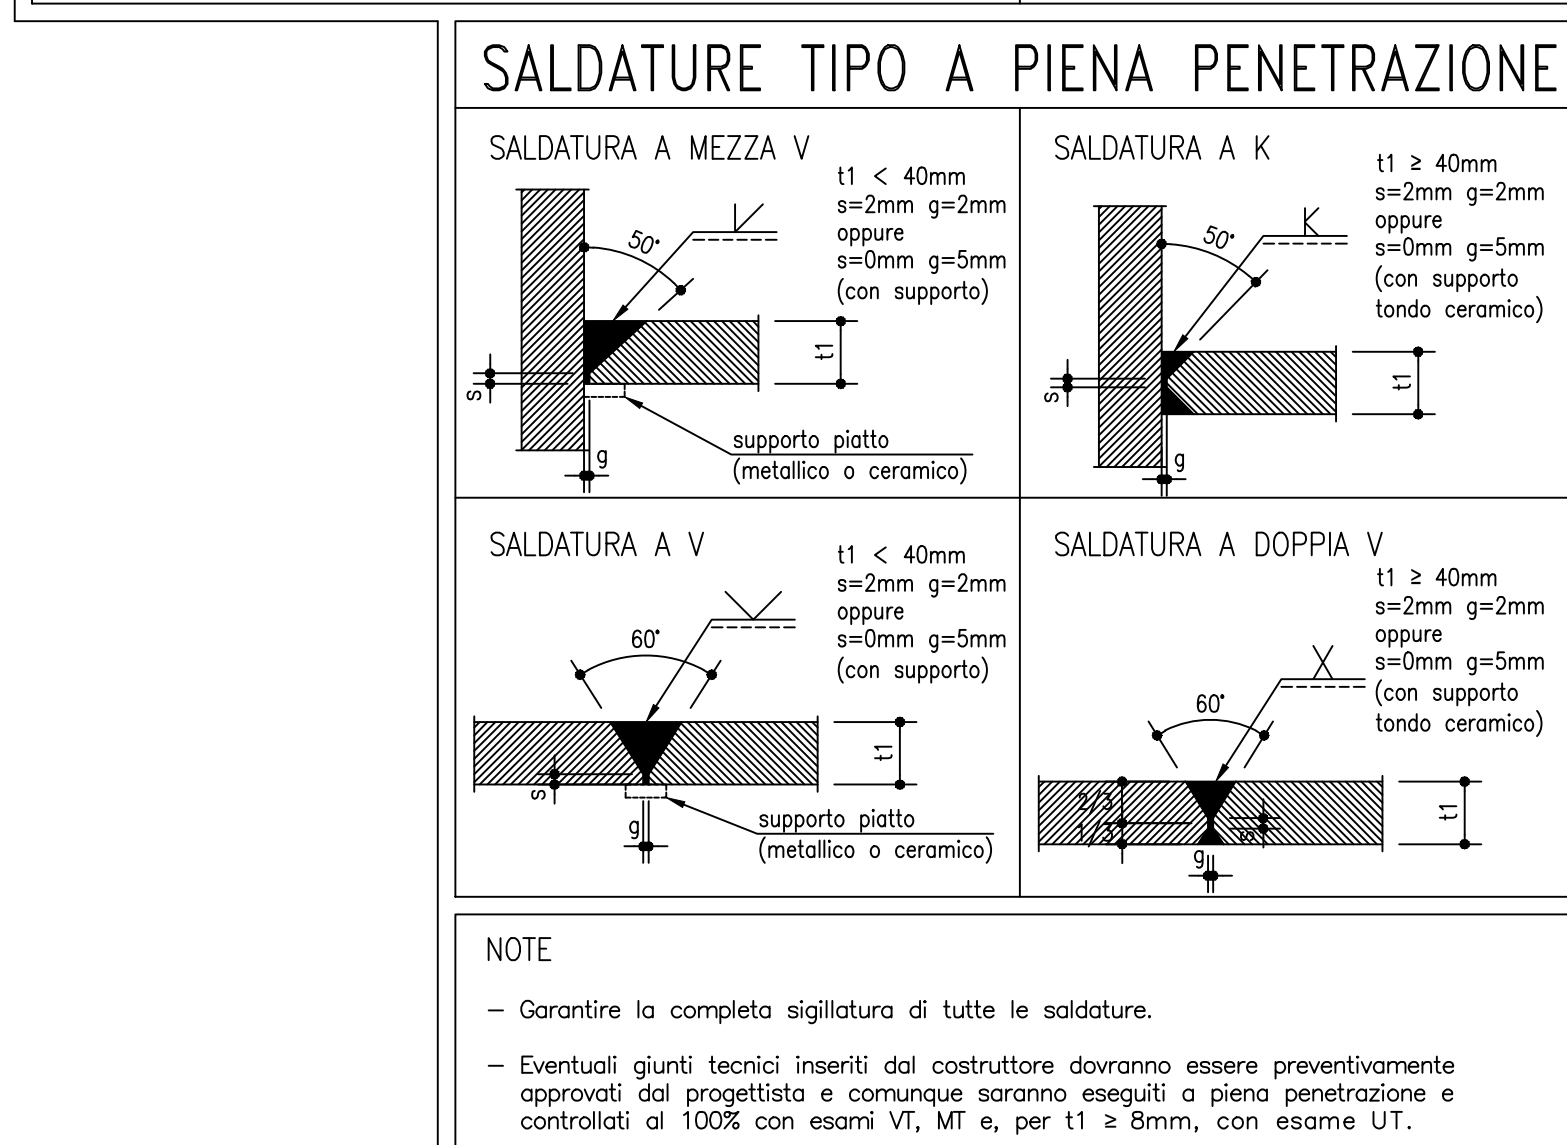 SALDATURE TIPO A PIENA PENETRAZIONE
SALDATURA A MEZZA V
t1 < 40mm
s=2mm g=2mm
oppure
s=0mm g=5mm
(con supporto)
50°
t1
s
g
supporto piatto
(metallico o ceramico)
SALDATURA A K
t1 ≥ 40mm
s=2mm g=2mm
oppure
s=0mm g=5mm
(con supporto
tondo ceramico)
50°
t1
s
g
SALDATURA A V
t1 < 40mm
s=2mm g=2mm
oppure
s=0mm g=5mm
(con supporto)
60°
t1
s
g
supporto piatto
(metallico o ceramico)
SALDATURA A DOPPIA V
t1 ≥ 40mm
s=2mm g=2mm
oppure
s=0mm g=5mm
(con supporto
tondo ceramico)
60°
2/3
1/3
s
t1
g
NOTE
– Garantire la completa sigillatura di tutte le saldature.
– Eventuali giunti tecnici inseriti dal costruttore dovranno essere preventivamente
approvati dal progettista e comunque saranno eseguiti a piena penetrazione e
controllati al 100% con esami VT, MT e, per t1 ≥ 8mm, con esame UT.